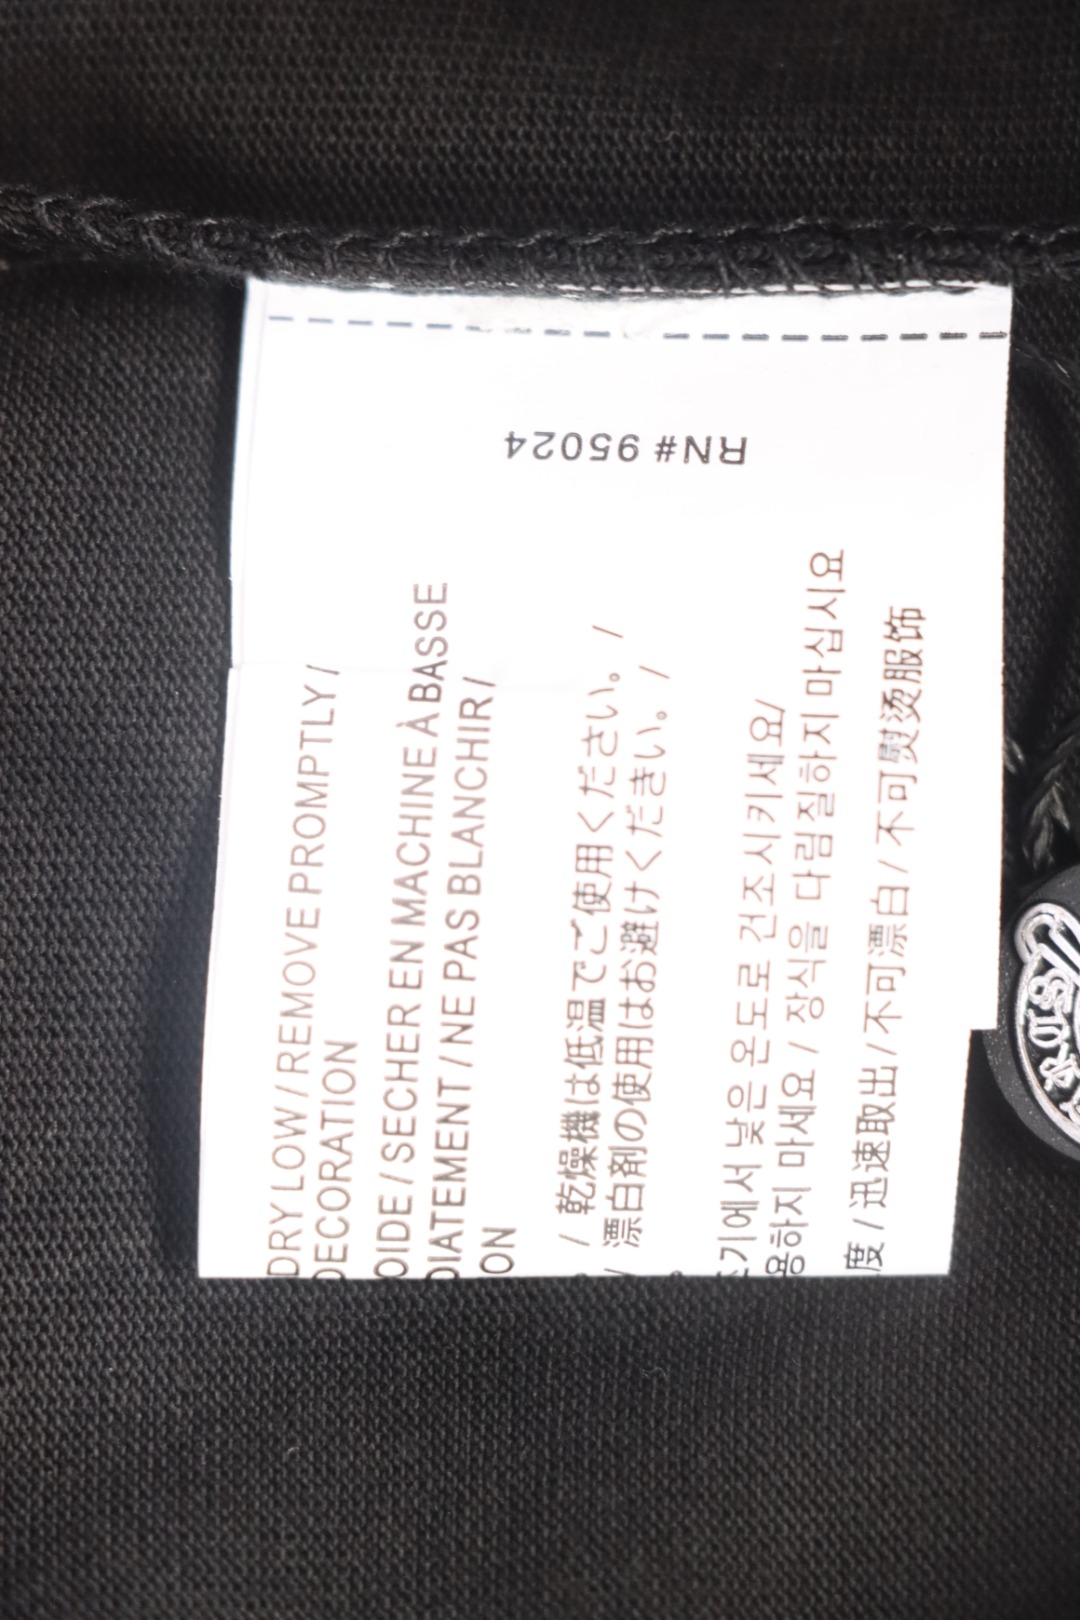 RN# 95024
DRY LOW / REMOVE PROMPTLY /
DECORATION
OIDE / SECHER EN MACHINE À BASSE
DIATEMENT / NE PAS BLANCHIR /
ON
/ 乾燥機は低温でご使用ください。 /
/ 漂白剤の使用はお避けくだきい。 /
기에서 낮은 온도로 건조시키세요/
용하지 마세요 / 장식을 다림질하지 마십시요
度 / 迅速取出 / 不可漂白 / 不可熨烫服饰